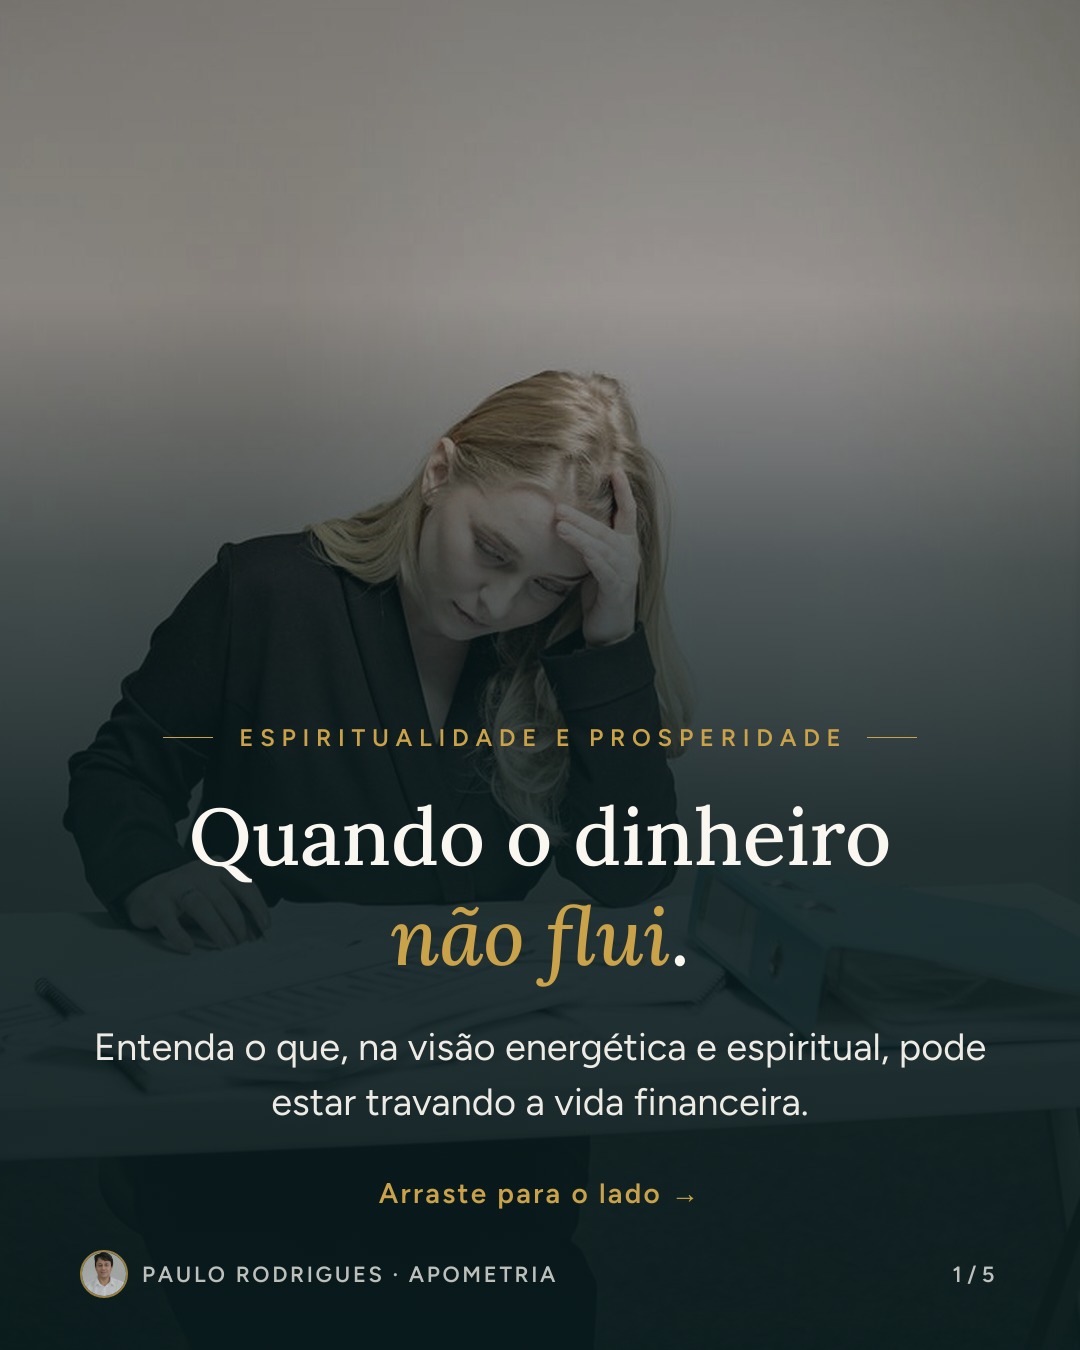 ESPIRITUALIDADE E PROSPERIDADE
Quando o dinheiro
não flui.
Entenda o que, na visão energética e espiritual, pode
estar travando a vida financeira.
Arraste para o lado →
PAULO RODRIGUES · APOMETRIA
1 / 5